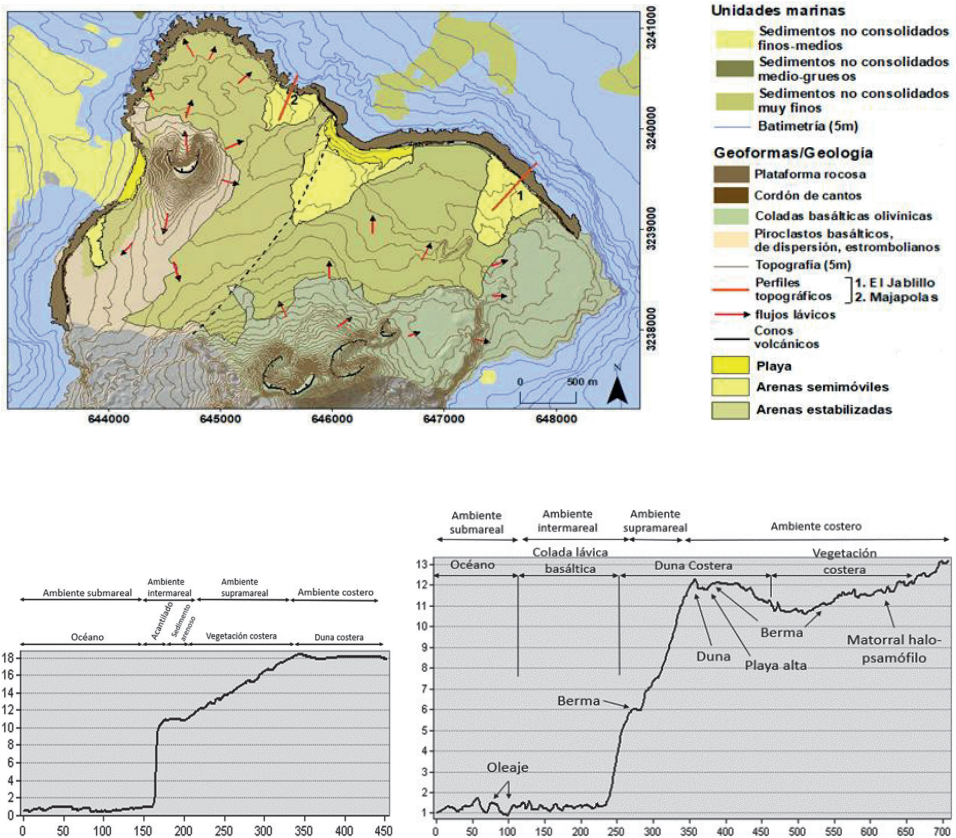 Unidades marinas
Sedimentos no consolidados
finos-medios
Sedimentos no consolidados
medio-gruesos
Sedimentos no consolidados
muy finos
Batimetría (5m)
Geoformas/Geología
Plataforma rocosa
Cordón de cantos
Coladas basálticas olivínicas
Piroclastos basálticos,
de dispersión, estrombolianos
Topografía (5m)
Perfiles
topográficos
1. El Jablillo
2. Majapolas
flujos lávicos
Conos
volcánicos
Playa
Arenas semimóviles
Arenas estabilizadas
2
1
N
0 500 m
3241000
3240000
3239000
3238000
644000 645000 646000 647000 648000
Ambiente submareal
Ambiente
intermareal
Ambiente
supramareal
Ambiente costero
Océano
Acantilado
Sedimento
arenoso
Vegetación costera
Duna costera
18
16
14
12
10
8
6
4
2
0
0 50 100 150 200 250 300 350 400 450
Ambiente
submareal
Ambiente
intermareal
Ambiente
supramareal
Ambiente costero
Océano
Colada lávica
basáltica
Duna Costera
Vegetación
costera
Berma
Duna
Playa alta
Berma
Matorral halo-
psamófilo
Oleaje
13
12
11
10
9
8
7
6
5
4
3
2
1
0 50 100 150 200 250 300 350 400 450 500 550 600 650 700